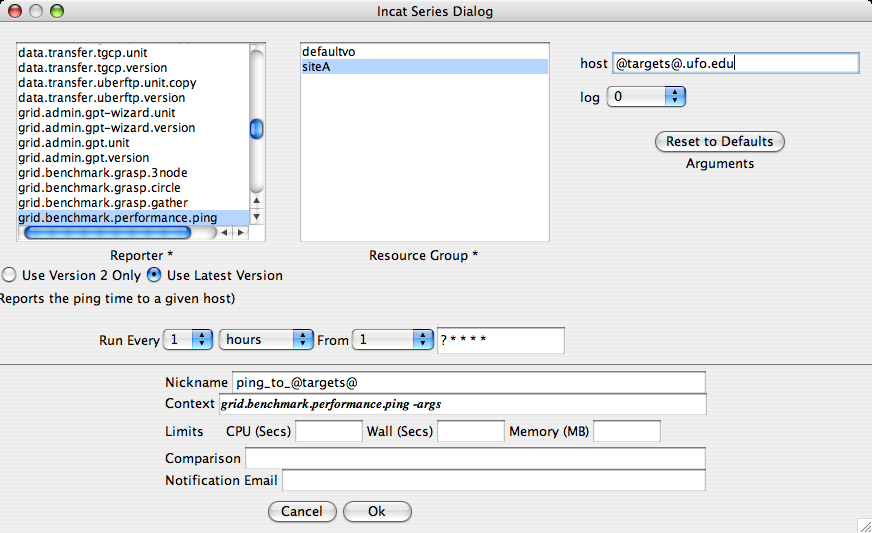 Incat Series Dialog
data.transfer.tgcp.unit
data.transfer.tgcp.version
data.transfer.uberftp.unit.copy
data.transfer.uberftp.version
grid.admin.gpt-wizard.unit
grid.admin.gpt-wizard.version
grid.admin.gpt.unit
grid.admin.gpt.version
grid.benchmark.grasp.3node
grid.benchmark.grasp.circle
grid.benchmark.grasp.gather
grid.benchmark.performance.ping
Reporter *
defaultvo
siteA
Resource Group *
host @targets@.ufo.edu
log 0
Reset to Defaults
Arguments
Use Version 2 Only Use Latest Version
Reports the ping time to a given host)
Run Every 1 hours From 1 ? * * * *
Nickname ping_to_@targets@
Context grid.benchmark.performance.ping -args
Limits CPU (Secs) Wall (Secs) Memory (MB)
Comparison
Notification Email
Cancel Ok